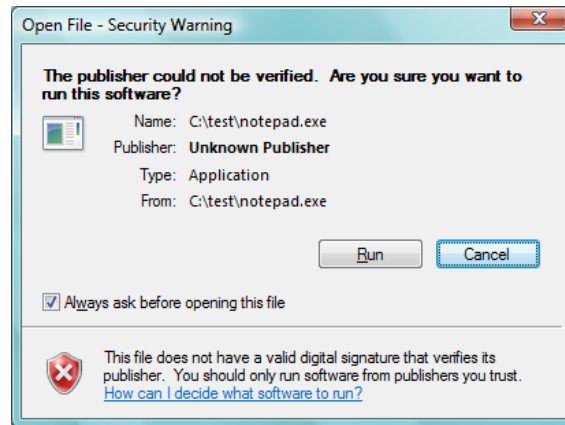 Open File - Security Warning
The publisher could not be verified.  Are you sure you want to
run this software?
Name: C:\test\notepad.exe
Publisher: Unknown Publisher
Type: Application
From: C:\test\notepad.exe
Run Cancel
Always ask before opening this file
This file does not have a valid digital signature that verifies its
publisher.  You should only run software from publishers you trust.
How can I decide what software to run?